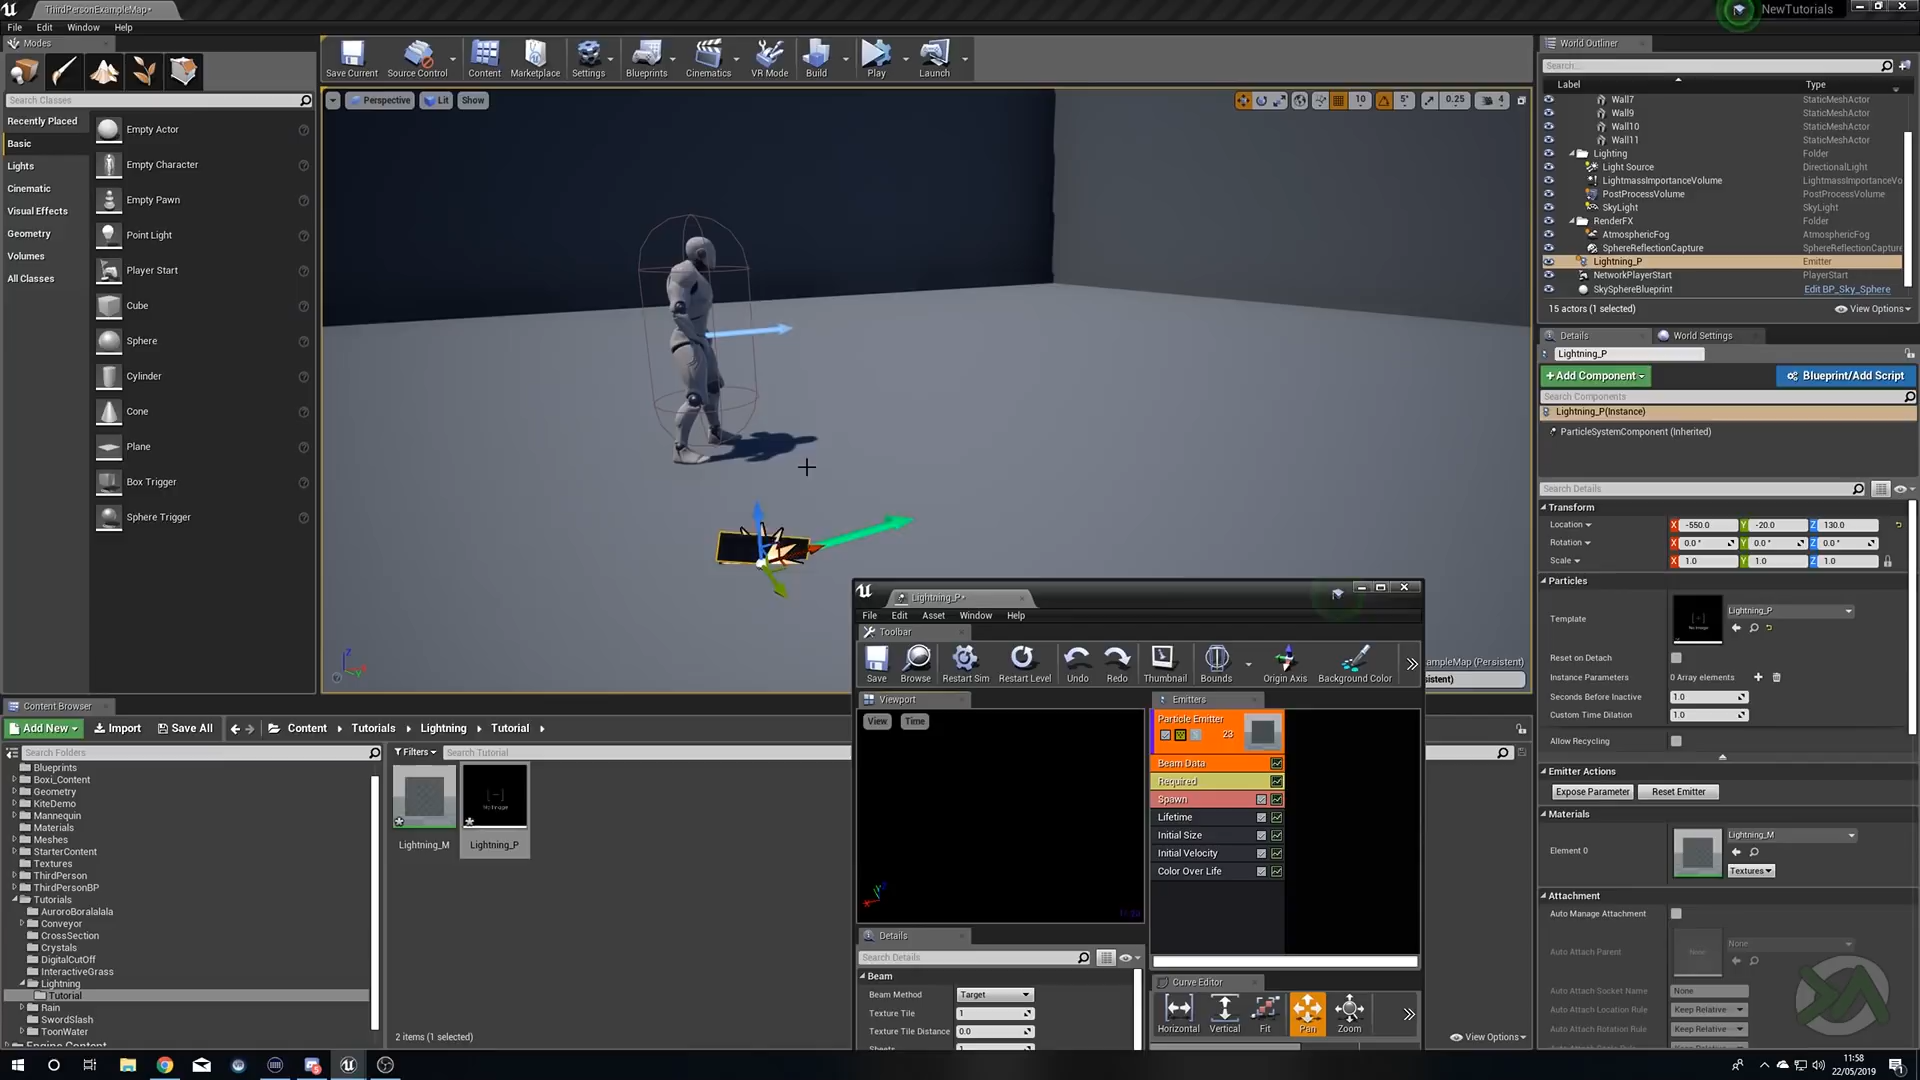 ThirdPersonExampleMap*
NewTutorials
File Edit Window Help
Modes
Search Classes
Recently Placed
Basic
Lights
Cinematic
Visual Effects
Geometry
Volumes
All Classes
Empty Actor
Empty Character
Empty Pawn
Point Light
Player Start
Cube
Sphere
Cylinder
Cone
Plane
Box Trigger
Sphere Trigger
Save Current Source Control Content Marketplace Settings Blueprints Cinematics VR Mode Build Play Launch
Perspective Lit Show
10 5° 0.25 4
World Outliner
Search...
Label Type
Wall7 StaticMeshActor
Wall9 StaticMeshActor
Wall10 StaticMeshActor
Wall11 StaticMeshActor
Lighting Folder
Light Source DirectionalLight
LightmassImportanceVolume LightmassImportanceVo
PostProcessVolume PostProcessVolume
SkyLight SkyLight
RenderFX Folder
AtmosphericFog AtmosphericFog
SphereReflectionCapture SphereReflectionCapture
Lightning_P Emitter
NetworkPlayerStart PlayerStart
SkySphereBlueprint Edit BP_Sky_Sphere
15 actors (1 selected) View Options
Details World Settings
Lightning_P
+Add Component Blueprint/Add Script
Search Components
Lightning_P(Instance)
ParticleSystemComponent (Inherited)
Search Details
Transform
Location X -550.0 Y -20.0 Z 130.0
Rotation X 0.0 ° Y 0.0 ° Z 0.0 °
Scale X 1.0 Y 1.0 Z 1.0
Particles
Template Lightning_P
Reset on Detach
Instance Parameters 0 Array elements
Seconds Before Inactive 1.0
Custom Time Dilation 1.0
Allow Recycling
Emitter Actions
Expose Parameter Reset Emitter
Materials
Element 0 Lightning_M
Textures
Attachment
Auto Manage Attachment
Auto Attach Parent None
Auto Attach Socket Name None
Auto Attach Location Rule Keep Relative
Auto Attach Rotation Rule Keep Relative
Content Browser
Add New Import Save All Content Tutorials Lightning Tutorial
Search Folders
Filters Search Tutorial
Blueprints
Boxi_Content
Geometry
KiteDemo
Mannequin
Materials
Meshes
StarterContent
Textures
ThirdPerson
ThirdPersonBP
Tutorials
AuroroBoralalala
Conveyor
CrossSection
Crystals
DigitalCutOff
InteractiveGrass
Lightning
Tutorial
Rain
SwordSlash
ToonWater
Engine Content
Lightning_M
Lightning_P
2 items (1 selected)
View Options
ampleMap (Persistent)
sistent)
Lightning_P*
File Edit Asset Window Help
Toolbar
Save Browse Restart Sim Restart Level Undo Redo Thumbnail Bounds Origin Axis Background Color
Viewport
View Time
Emitters
Particle Emitter
23
Beam Data
Required
Spawn
Lifetime
Initial Size
Initial Velocity
Color Over Life
Details
Search Details
Beam
Beam Method Target
Texture Tile 1
Texture Tile Distance 0.0
Sheets 1
Curve Editor
Horizontal Vertical Fit Pan Zoom
11:58
22/05/2019